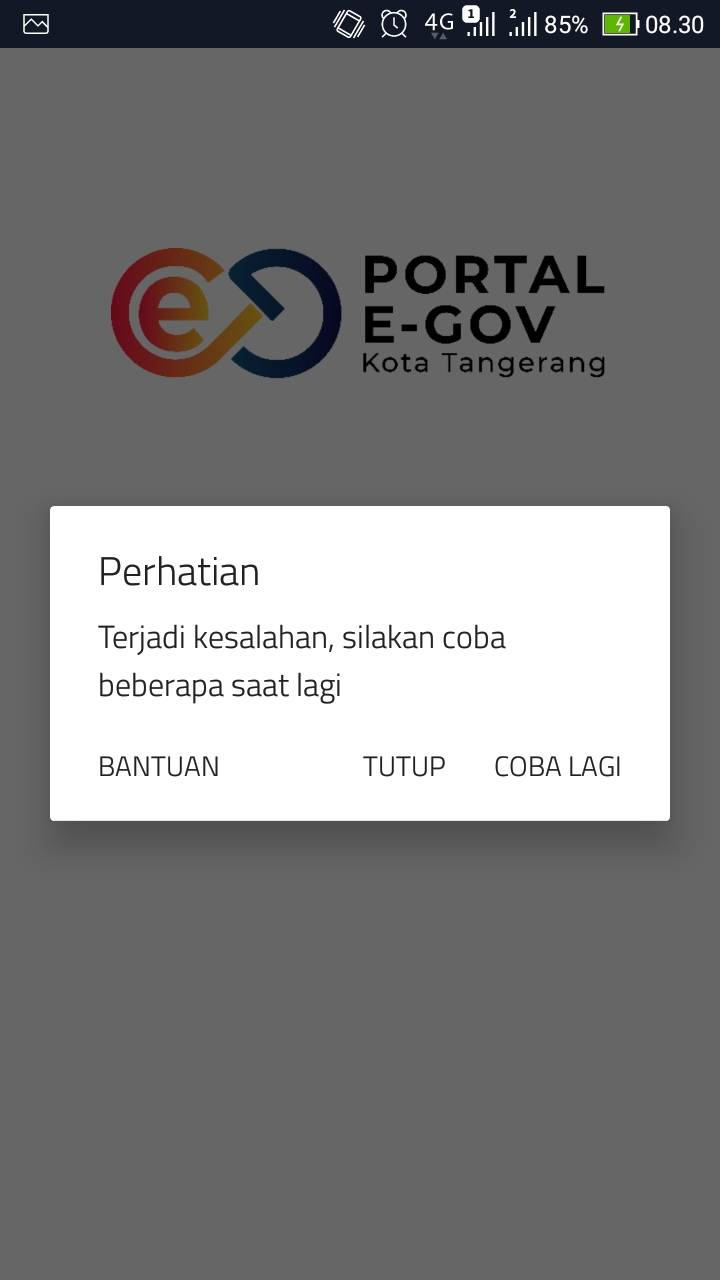 4G 1 2 85% 08.30
e
PORTAL
E-GOV
Kota Tangerang
Perhatian
Terjadi kesalahan, silakan coba
beberapa saat lagi
BANTUAN TUTUP COBA LAGI